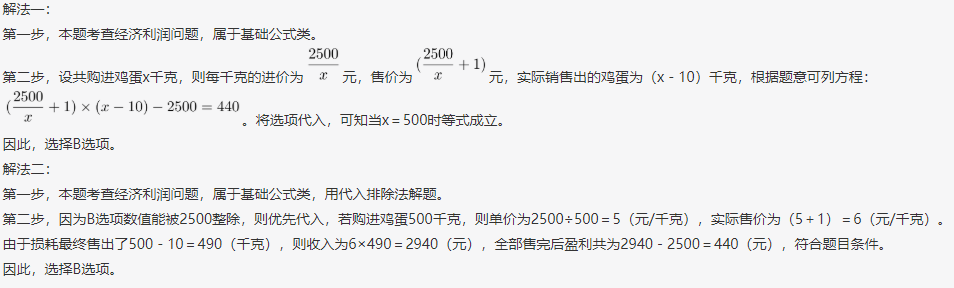 解法一：
第一步，本题考查经济利润问题，属于基础公式类。
第二步，设共购进鸡蛋x千克，则每千克的进价为 2500/x 元，售价为 (2500/x + 1) 元，实际销售出的鸡蛋为（x－10）千克，根据题意可列方程：
(2500/x + 1) × (x − 10) − 2500 = 440 。将选项代入，可知当x＝500时等式成立。
因此，选择B选项。
解法二：
第一步，本题考查经济利润问题，属于基础公式类，用代入排除法解题。
第二步，因为B选项数值能被2500整除，则优先代入，若购进鸡蛋500千克，则单价为2500÷500＝5（元/千克），实际售价为（5＋1）＝6（元/千克）。
由于损耗最终售出了500－10＝490（千克），则收入为6×490＝2940（元），全部售完后盈利共为2940－2500＝440（元），符合题目条件。
因此，选择B选项。